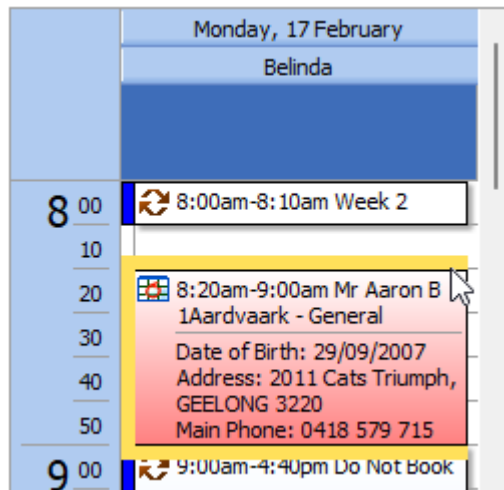 Monday, 17 February
Belinda
8 00
8:00am-8:10am Week 2
10
20
8:20am-9:00am Mr Aaron B
1Aardvaark - General
30
Date of Birth: 29/09/2007
40
Address: 2011 Cats Triumph,
GEELONG 3220
50
Main Phone: 0418 579 715
9 00
9:00am-4:40pm Do Not Book